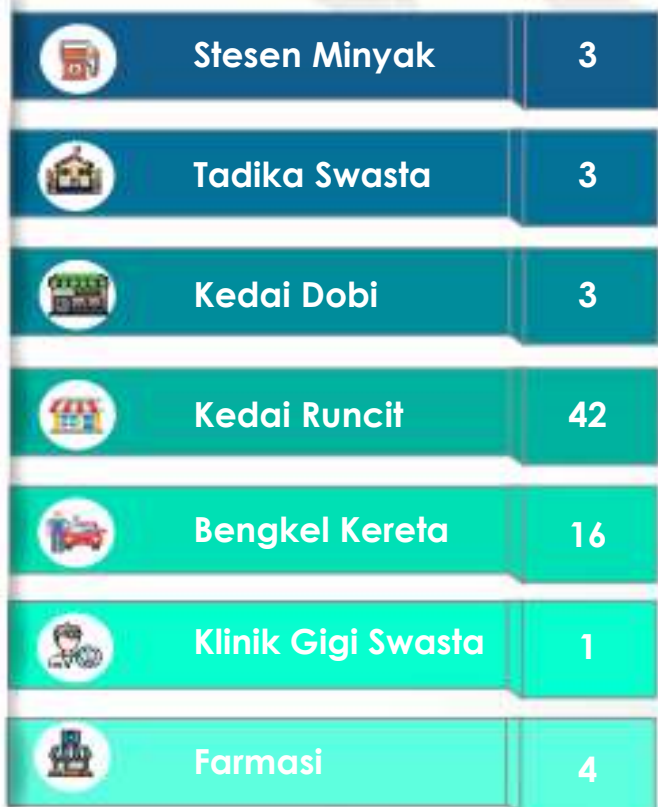 Stesen Minyak 3
Tadika Swasta 3
Kedai Dobi 3
Kedai Runcit 42
Bengkel Kereta 16
Klinik Gigi Swasta 1
Farmasi 4